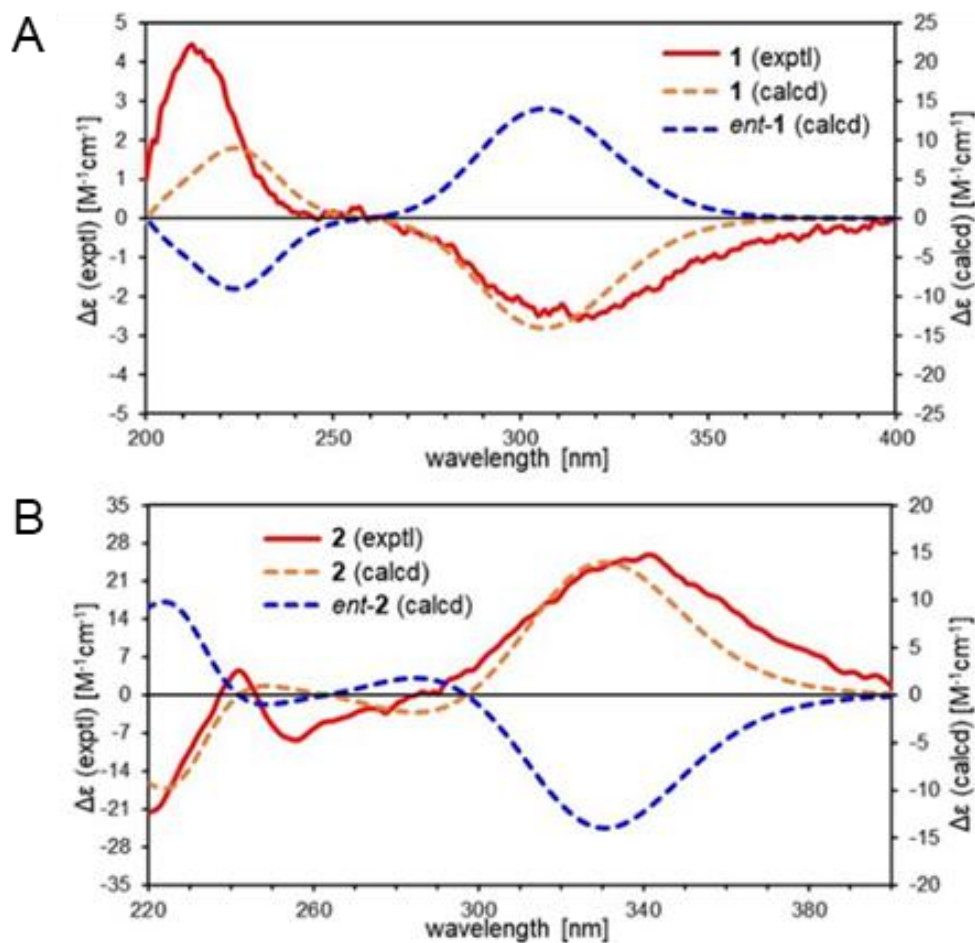 A
5
4
3
2
1
0
-1
-2
-3
-4
-5
Δε (exptl) [M⁻¹cm⁻¹]
1 (exptl)
1 (calcd)
ent-1 (calcd)
25
20
15
10
5
0
-5
-10
-15
-20
-25
Δε (calcd) [M⁻¹cm⁻¹]
200 250 300 350 400
wavelength [nm]
B
35
28
21
14
7
0
-7
-14
-21
-28
-35
Δε (exptl) [M⁻¹cm⁻¹]
2 (exptl)
2 (calcd)
ent-2 (calcd)
20
15
10
5
0
-5
-10
-15
-20
Δε (calcd) [M⁻¹cm⁻¹]
220 260 300 340 380
wavelength [nm]